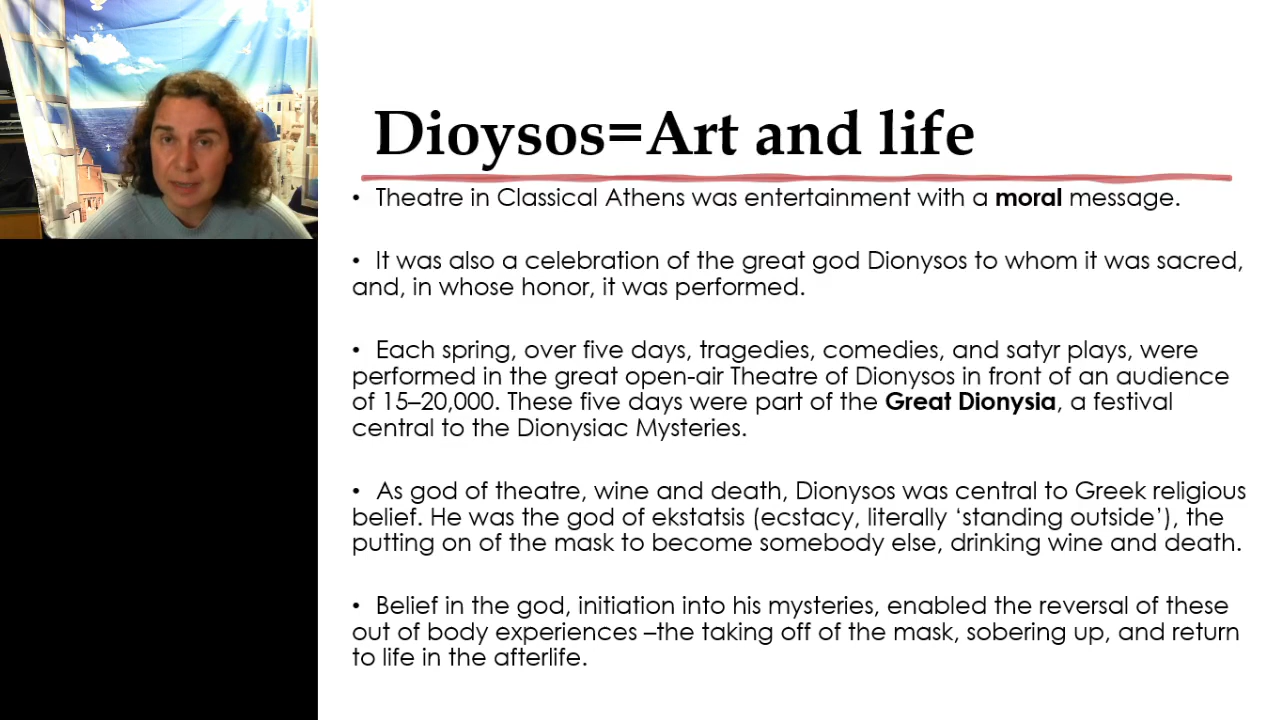 Dioysos=Art and life
• Theatre in Classical Athens was entertainment with a moral message.
• It was also a celebration of the great god Dionysos to whom it was sacred,
and, in whose honor, it was performed.
• Each spring, over five days, tragedies, comedies, and satyr plays, were
performed in the great open-air Theatre of Dionysos in front of an audience
of 15–20,000. These five days were part of the Great Dionysia, a festival
central to the Dionysiac Mysteries.
• As god of theatre, wine and death, Dionysos was central to Greek religious
belief. He was the god of ekstatsis (ecstacy, literally ‘standing outside’), the
putting on of the mask to become somebody else, drinking wine and death.
• Belief in the god, initiation into his mysteries, enabled the reversal of these
out of body experiences –the taking off of the mask, sobering up, and return
to life in the afterlife.